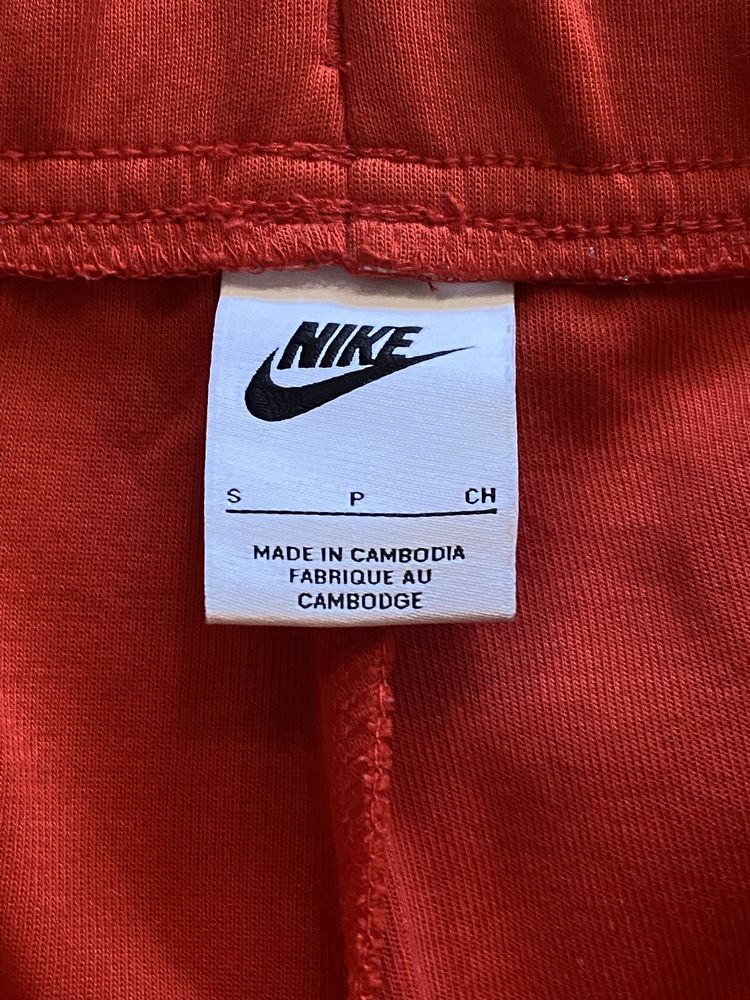 NIKE
S P CH
MADE IN CAMBODIA
FABRIQUE AU
CAMBODGE